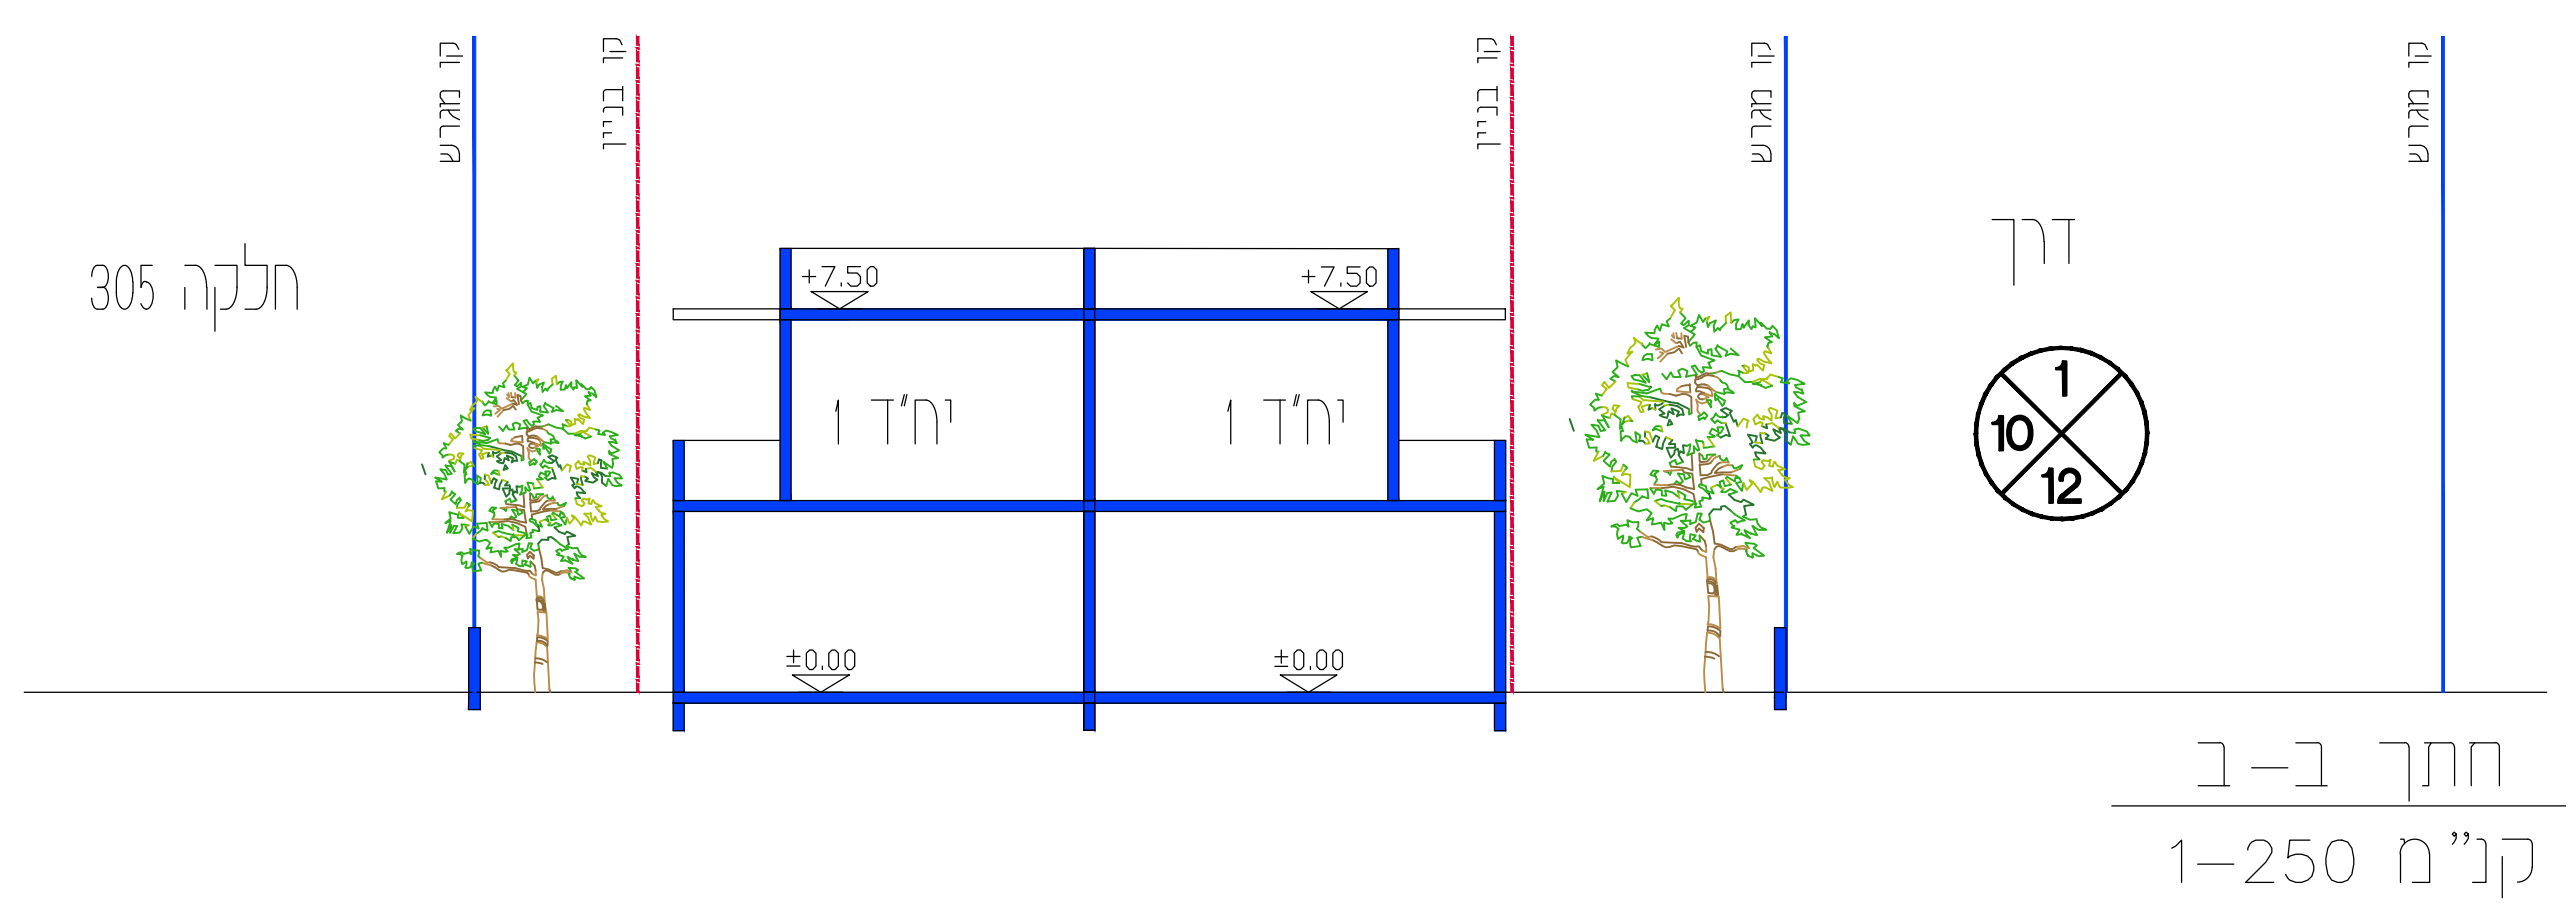 קו מגרש
קו בניין
קו בניין
קו מגרש
קו מגרש
חלקה 305
דרך
+7.50
+7.50
יח"ד 1
יח"ד 1
1
10
12
±0.00
±0.00
חתך ב-ב
קנ"מ 1-250